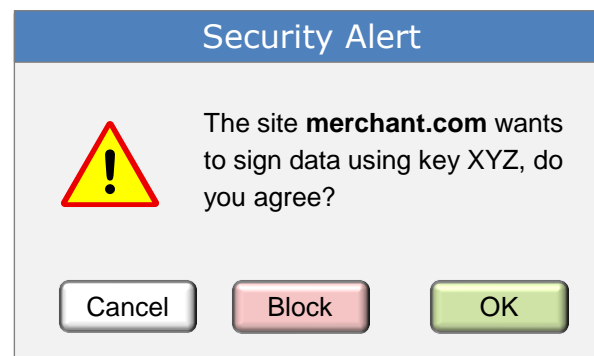 Security Alert
The site merchant.com wants
to sign data using key XYZ, do
you agree?
!
Cancel Block OK